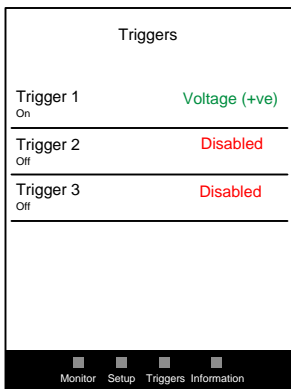 Triggers
Trigger 1 Voltage (+ve)
On
Trigger 2 Disabled
Off
Trigger 3 Disabled
Off
Monitor Setup Triggers Information